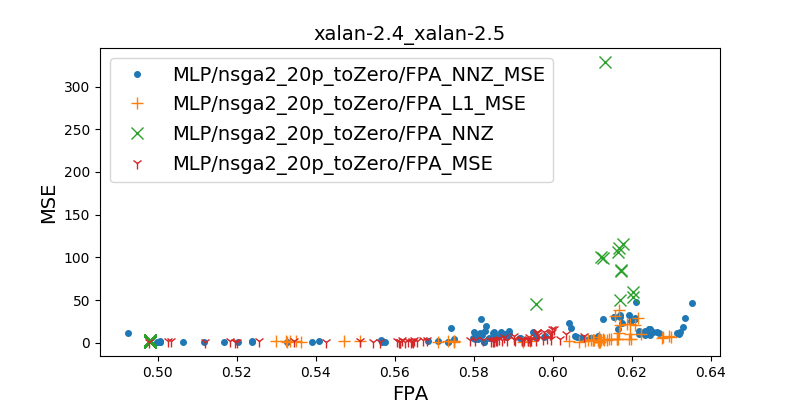 xalan-2.4_xalan-2.5
MLP/nsga2_20p_toZero/FPA_NNZ_MSE
MLP/nsga2_20p_toZero/FPA_L1_MSE
MLP/nsga2_20p_toZero/FPA_NNZ
MLP/nsga2_20p_toZero/FPA_MSE
MSE
300
250
200
150
100
50
0
0.50 0.52 0.54 0.56 0.58 0.60 0.62 0.64
FPA